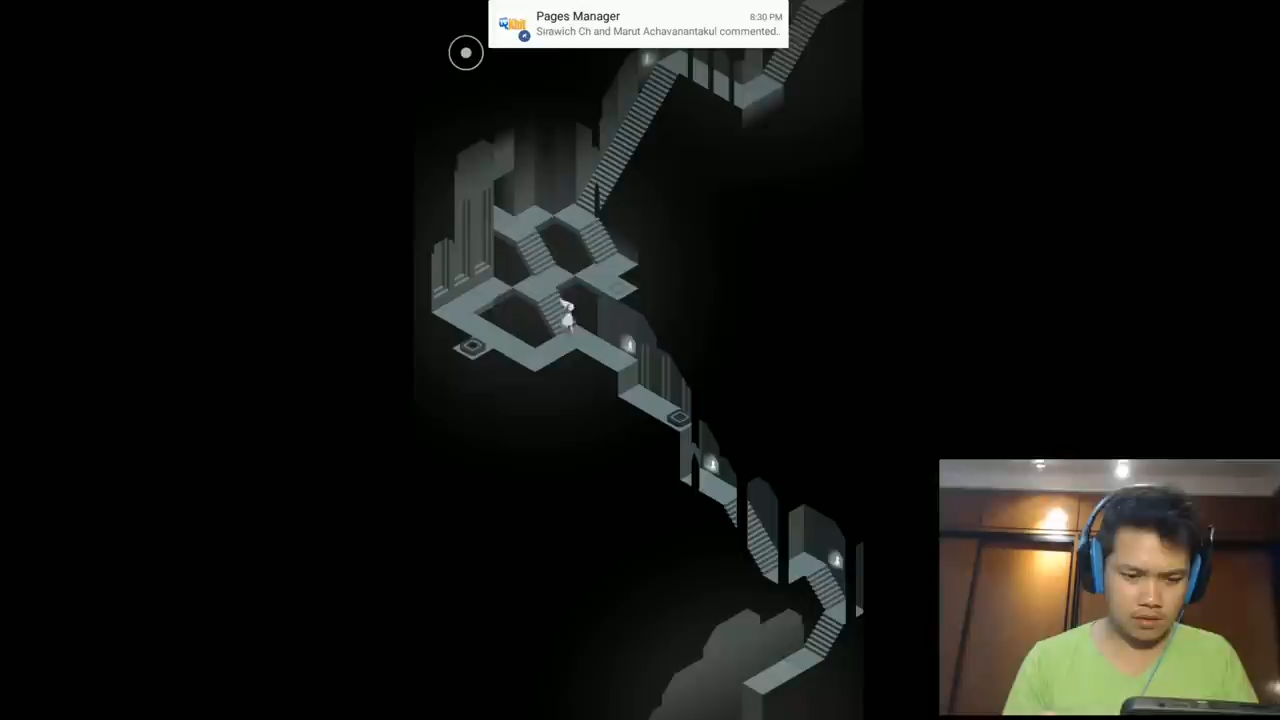 Pages Manager
8:30 PM
Sirawich Ch and Marut Achavanantakul commented..